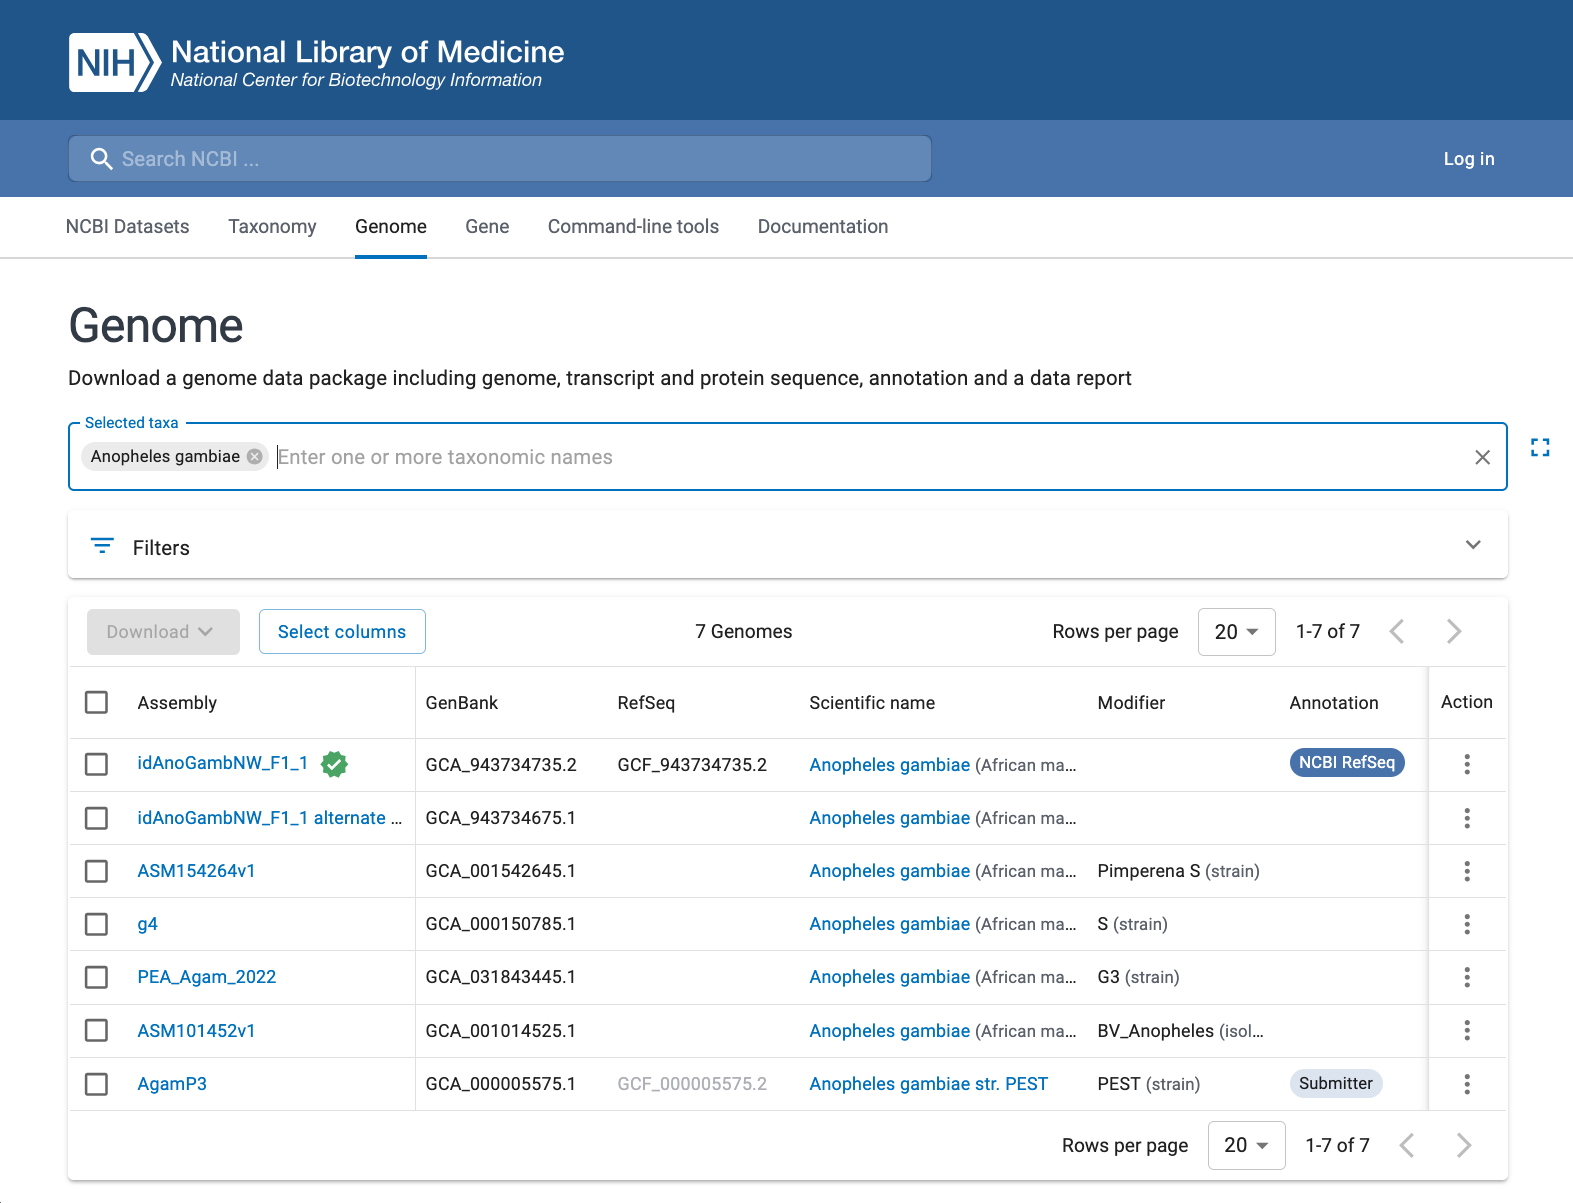 NIH National Library of Medicine
National Center for Biotechnology Information
Search NCBI ...
Log in
NCBI Datasets Taxonomy Genome Gene Command-line tools Documentation
Genome
Download a genome data package including genome, transcript and protein sequence, annotation and a data report
Selected taxa
Anopheles gambiae Enter one or more taxonomic names
Filters
Download Select columns 7 Genomes Rows per page 20 1-7 of 7
Assembly GenBank RefSeq Scientific name Modifier Annotation Action
idAnoGambNW_F1_1 GCA_943734735.2 GCF_943734735.2 Anopheles gambiae (African ma... NCBI RefSeq
idAnoGambNW_F1_1 alternate ... GCA_943734675.1 Anopheles gambiae (African ma...
ASM154264v1 GCA_001542645.1 Anopheles gambiae (African ma... Pimperena S (strain)
g4 GCA_000150785.1 Anopheles gambiae (African ma... S (strain)
PEA_Agam_2022 GCA_031843445.1 Anopheles gambiae (African ma... G3 (strain)
ASM101452v1 GCA_001014525.1 Anopheles gambiae (African ma... BV_Anopheles (isol...
AgamP3 GCA_000005575.1 GCF_000005575.2 Anopheles gambiae str. PEST PEST (strain) Submitter
Rows per page 20 1-7 of 7